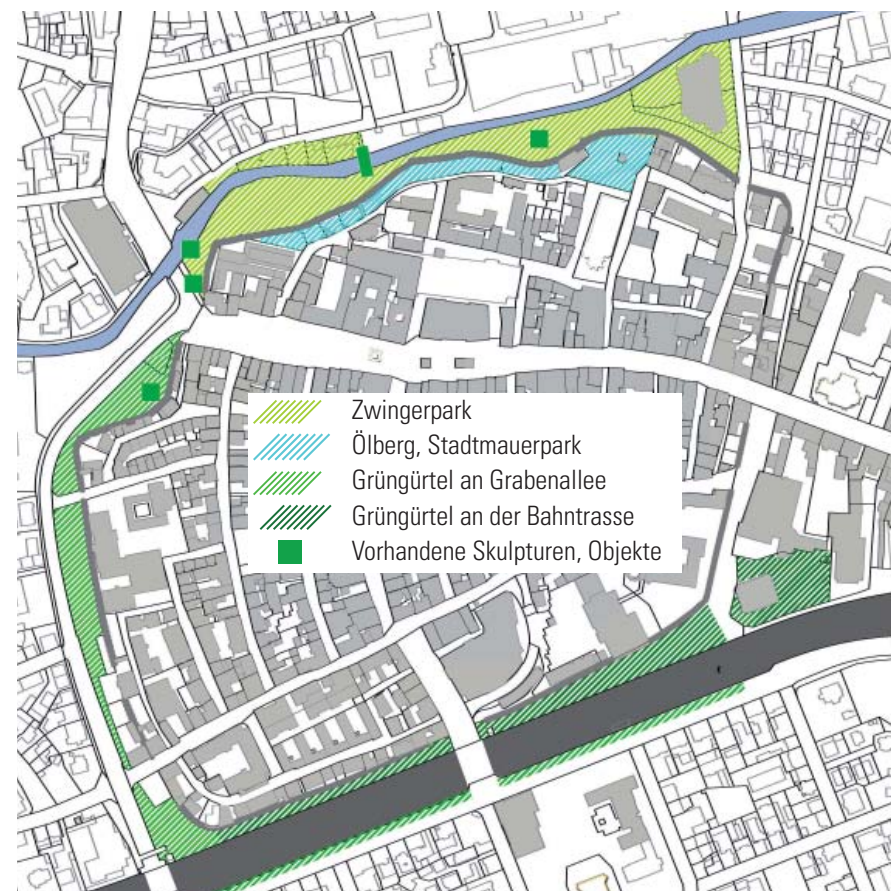 Zwingerpark
Ölberg, Stadtmauerpark
Grüngürtel an Grabenallee
Grüngürtel an der Bahntrasse
Vorhandene Skulpturen, Objekte